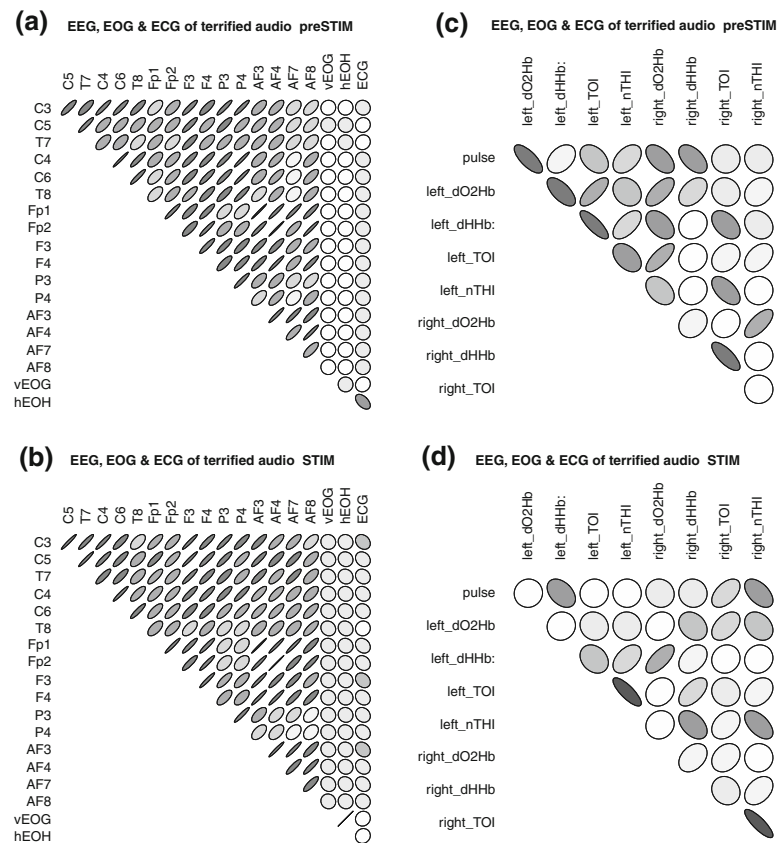 (a) EEG, EOG & ECG of terrified audio preSTIM
C5 T7 C4 C6 T8 Fp1 Fp2 F3 F4 P3 P4 AF3 AF4 AF7 AF8 vEOG hEOH ECG
C3
C5
T7
C4
C6
T8
Fp1
Fp2
F3
F4
P3
P4
AF3
AF4
AF7
AF8
vEOG
hEOH
(b) EEG, EOG & ECG of terrified audio STIM
C5 T7 C4 C6 T8 Fp1 Fp2 F3 F4 P3 P4 AF3 AF4 AF7 AF8 vEOG hEOH ECG
C3
C5
T7
C4
C6
T8
Fp1
Fp2
F3
F4
P3
P4
AF3
AF4
AF7
AF8
vEOG
hEOH
(c) EEG, EOG & ECG of terrified audio preSTIM
left_dO2Hb left_dHHb: left_TOI left_nTHI right_dO2Hb right_dHHb right_TOI right_nTHI
pulse
left_dO2Hb
left_dHHb:
left_TOI
left_nTHI
right_dO2Hb
right_dHHb
right_TOI
(d) EEG, EOG & ECG of terrified audio STIM
left_dO2Hb left_dHHb: left_TOI left_nTHI right_dO2Hb right_dHHb right_TOI right_nTHI
pulse
left_dO2Hb
left_dHHb:
left_TOI
left_nTHI
right_dO2Hb
right_dHHb
right_TOI